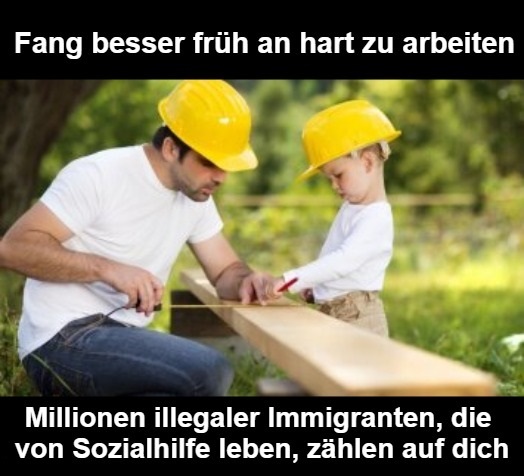 Fang besser früh an hart zu arbeiten
Millionen illegaler Immigranten, die
von Sozialhilfe leben, zählen auf dich